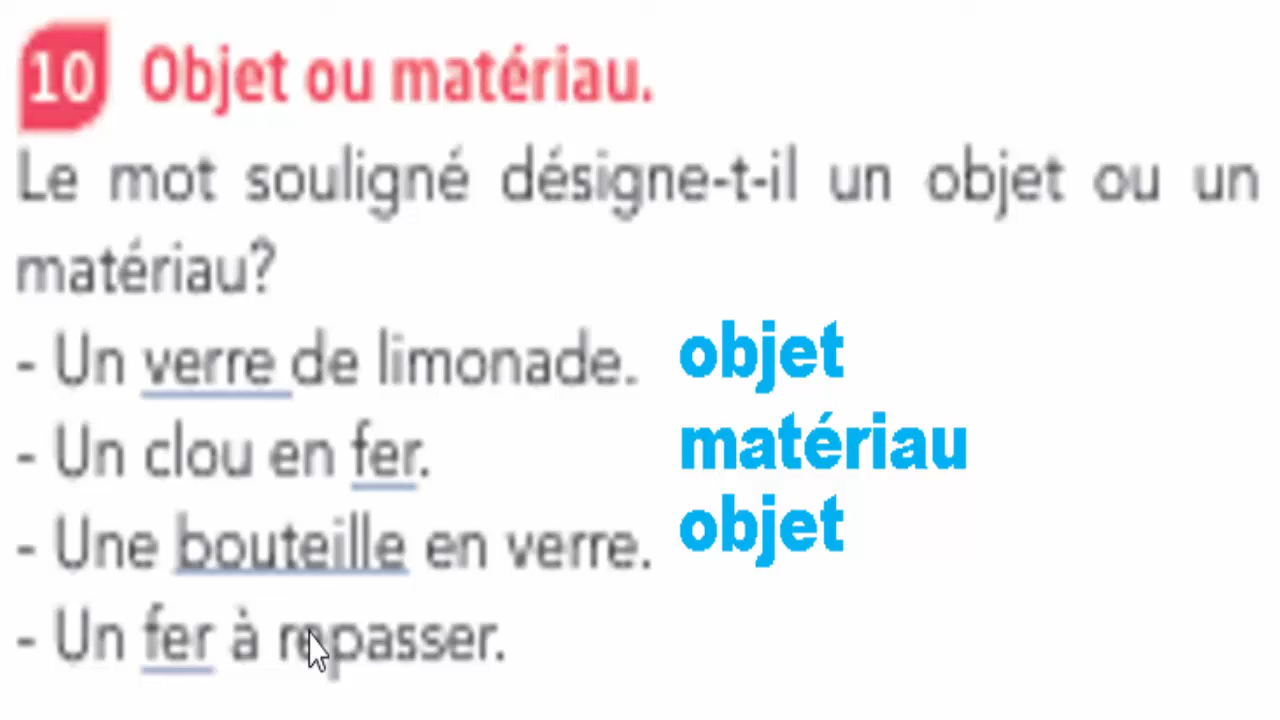 10 Objet ou matériau.
Le mot souligné désigne-t-il un objet ou un
matériau?
- Un verre de limonade. objet
- Un clou en fer. matériau
- Une bouteille en verre. objet
- Un fer à repasser.